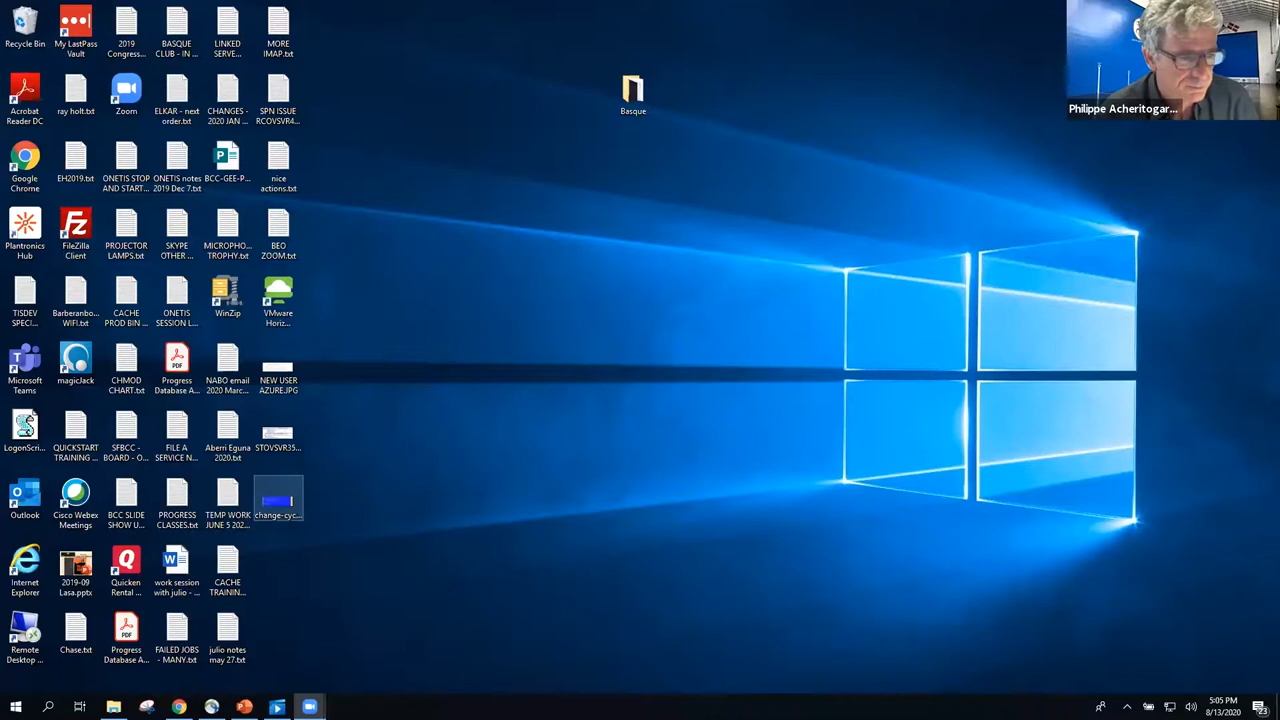 Recycle Bin
My LastPass
Vault
2019
Congress...
BASQUE
CLUB - IN ...
LINKED
SERVE...
MORE
IMAP.txt
Acrobat
Reader DC
ray holt.txt
Zoom
ELKAR - next
order.txt
CHANGES -
2020 JAN ...
SPN ISSUE
RCOVSVR4...
Basque
Philippe Acheritogar...
Google
Chrome
EH2019.txt
ONETIS STOP
AND START...
ONETIS notes
2019 Dec 7.txt
BCC-GEE-P...
nice
actions.txt
Plantronics
Hub
FileZilla
Client
PROJECTOR
LAMPS.txt
SKYPE
OTHER ...
MICROPHO...
TROPHY.txt
BEO
ZOOM.txt
TISDEV
SPECI...
Barberanbo...
WIFI.txt
CACHE
PROD BIN ...
ONETIS
SESSION L...
WinZip
VMware
Horiz...
Microsoft
Teams
magicJack
CHMOD
CHART.txt
Progress
Database A...
NABO email
2020 Marc...
NEW USER
AZURE.JPG
LogonScri...
QUICKSTART
TRAINING ...
SFBCC -
BOARD - O...
FILE A
SERVICE N...
Aberri Eguna
2020.txt
STOVSVR35...
Outlook
Cisco Webex
Meetings
BCC SLIDE
SHOW U...
PROGRESS
CLASSES.txt
TEMP WORK
JUNE 5 202...
change-cyc...
Internet
Explorer
2019-09
Lasa.pptx
Quicken
Rental ...
work session
with julio - ...
CACHE
TRAININ...
Remote
Desktop ...
Chase.txt
Progress
Database A...
FAILED JOBS
- MANY.txt
julio notes
may 27.txt
5:05 PM
8/13/2020
23